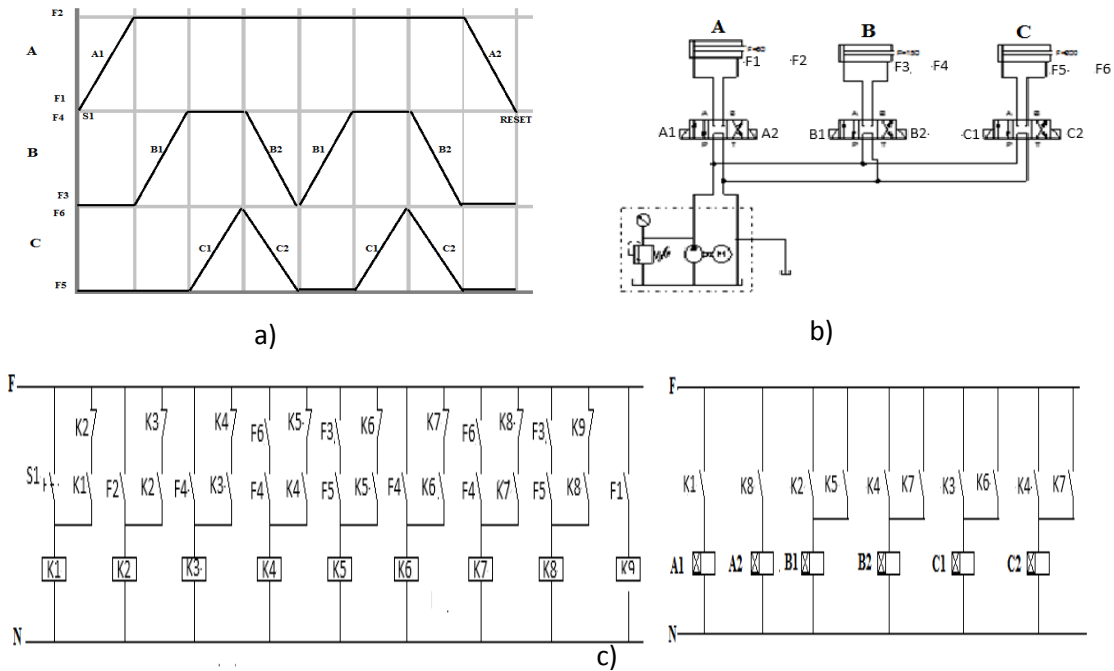 F2
A
A1
A2
F1
F4
S1
RESET
B
B1
B2
B1
B2
F3
F6
C
C1
C2
C1
C2
F5
a)
A B C
F1 F2 F3 F4 F5 F6
A B A B A B
A1 A2 B1 B2 C1 C2
P T P T P T
M
b)
F
K2 K3 K4 F6 K5 F3 K6 K7 F6 K8 F3 K9
S1 K1 F2 K2 F4 K3 F4 K4 F5 K5 F4 K6 F4 K7 F5 K8 F1
K1 K2 K3 K4 K5 K6 K7 K8 K9
N
F
K1 K8 K2 K5 K4 K7 K3 K6 K4 K7
A1 A2 B1 B2 C1 C2
N
c)